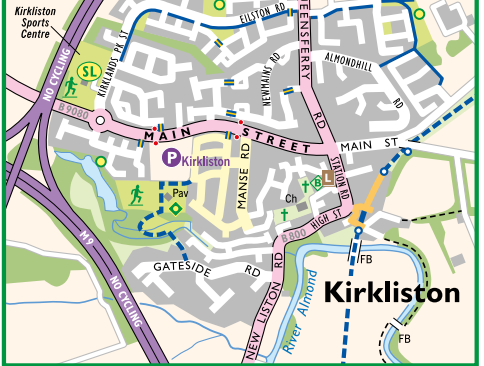 Kirkliston
Sports
Centre
EILSTON RD
QUEENSFERRY RD
KIRKLANDS PK ST
NO CYCLING
SL
NEWMAINS RD
ALMONDHILL
RD
B9080
MAIN STREET
MAIN ST
P Kirkliston
MANSE RD
STATION RD
L
B
Pav
Ch
HIGH ST
B800
M9
NO CYCLING
GATESIDE RD
NEW LISTON RD
River Almond
FB
Kirkliston
FB